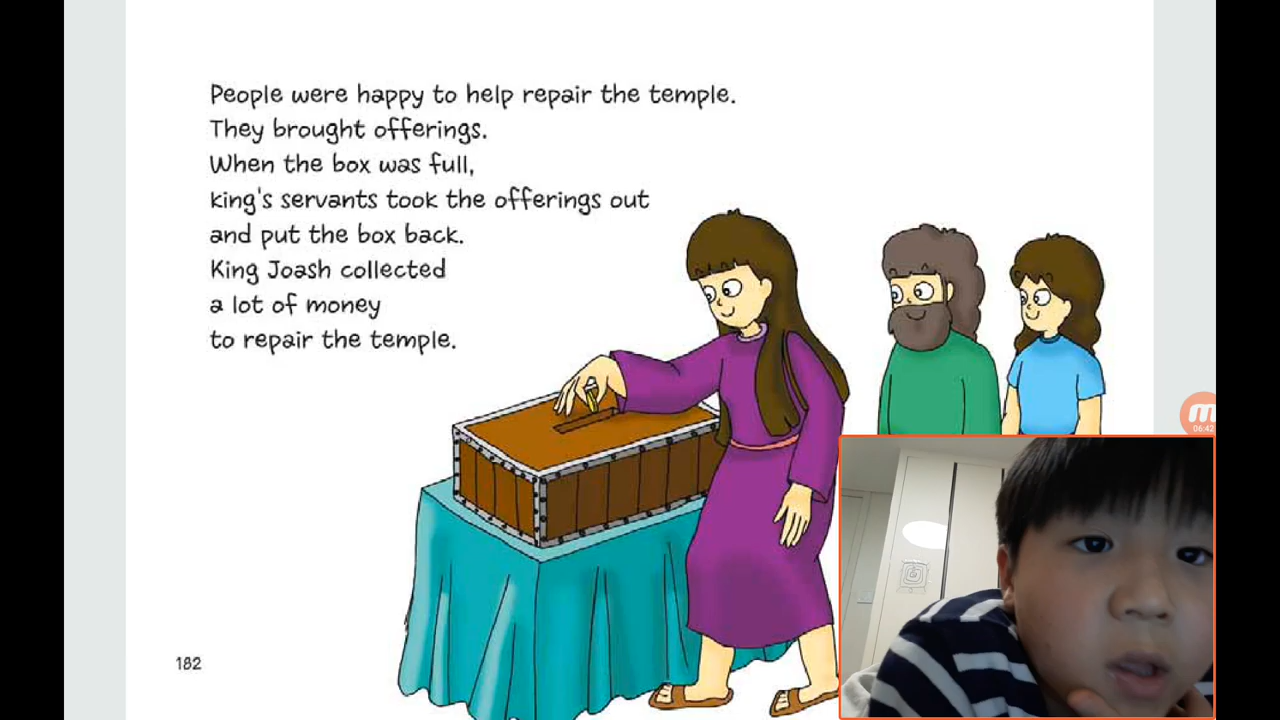 People were happy to help repair the temple.
They brought offerings.
When the box was full,
king's servants took the offerings out
and put the box back.
King Joash collected
a lot of money
to repair the temple.
182
06:42